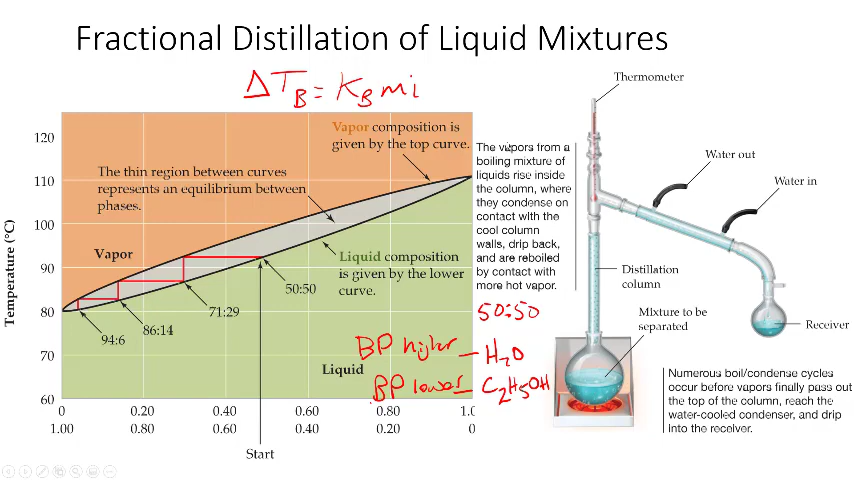 Fractional Distillation of Liquid Mixtures
ΔT_B = K_B m i
Temperature (°C)
120
110
100
90
80
70
60
The thin region between curves
represents an equilibrium between
phases.
Vapor composition is
given by the top curve.
Vapor
Liquid composition
is given by the lower
curve.
50:50
71:29
86:14
94:6
Liquid
0 0.20 0.40 0.60 0.80 1.0
1.00 0.80 0.60 0.40 0.20 0
Start
The vapors from a
boiling mixture of
liquids rise inside
the column, where
they condense on
contact with the
cool column
walls, drip back,
and are reboiled
by contact with
more hot vapor.
50:50
BP higher — H₂O
BP lower — C₂H₅OH
Thermometer
Water out
Water in
Distillation
column
Mixture to be
separated
Receiver
Numerous boil/condense cycles
occur before vapors finally pass out
the top of the column, reach the
water-cooled condenser, and drip
into the receiver.